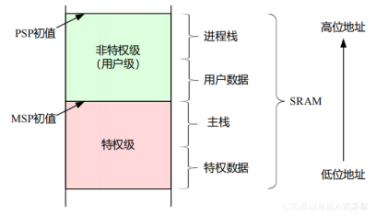 PSP初值
非特权级
(用户级)
MSP初值
特权级
进程栈
用户数据
主栈
特权数据
SRAM
高位地址
低位地址